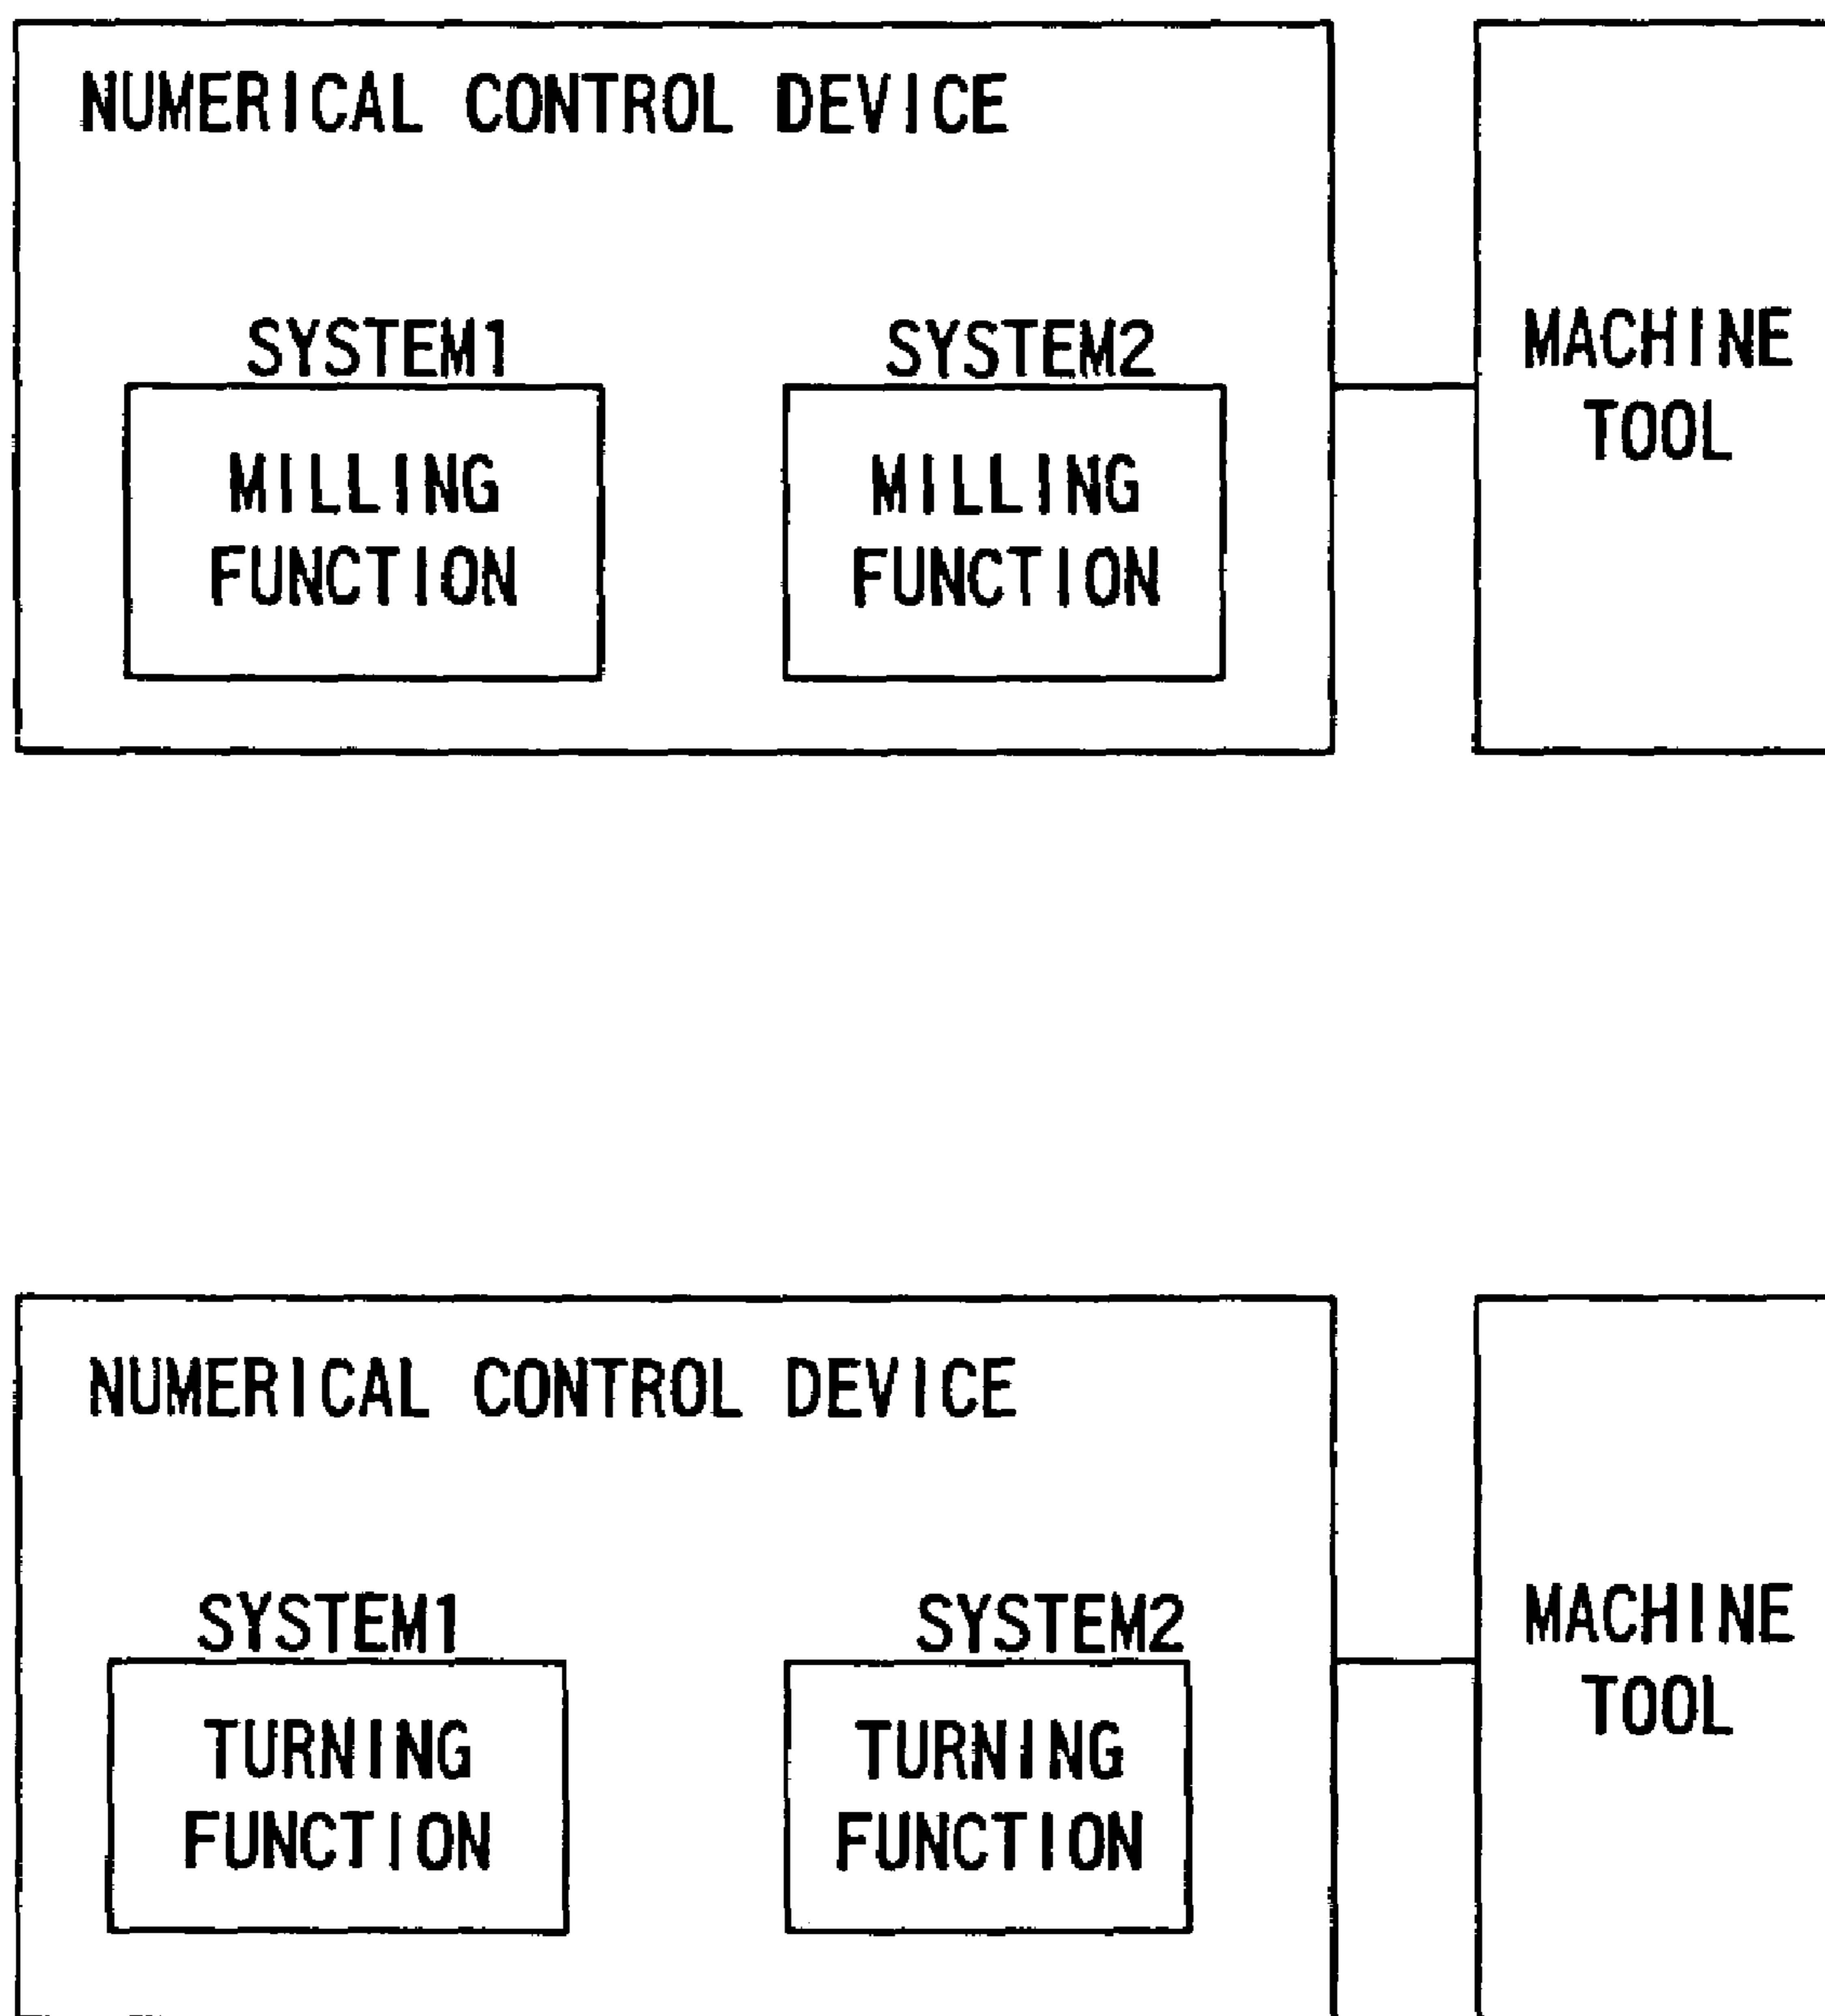 NUMERICAL CONTROL DEVICE
SYSTEM1
SYSTEM2
MILLING
FUNCTION
MILLING
FUNCTION
MACHINE
TOOL
NUMERICAL CONTROL DEVICE
SYSTEM1
SYSTEM2
TURNING
FUNCTION
TURNING
FUNCTION
MACHINE
TOOL